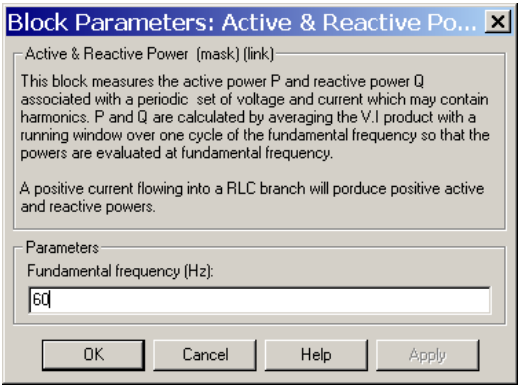 Block Parameters: Active & Reactive Po...
Active & Reactive Power (mask) (link)
This block measures the active power P and reactive power Q
associated with a periodic set of voltage and current which may contain
harmonics. P and Q are calculated by averaging the V.I product with a
running window over one cycle of the fundamental frequency so that the
powers are evaluated at fundamental frequency.
A positive current flowing into a RLC branch will porduce positive active
and reactive powers.
Parameters
Fundamental frequency (Hz):
60
OK Cancel Help Apply